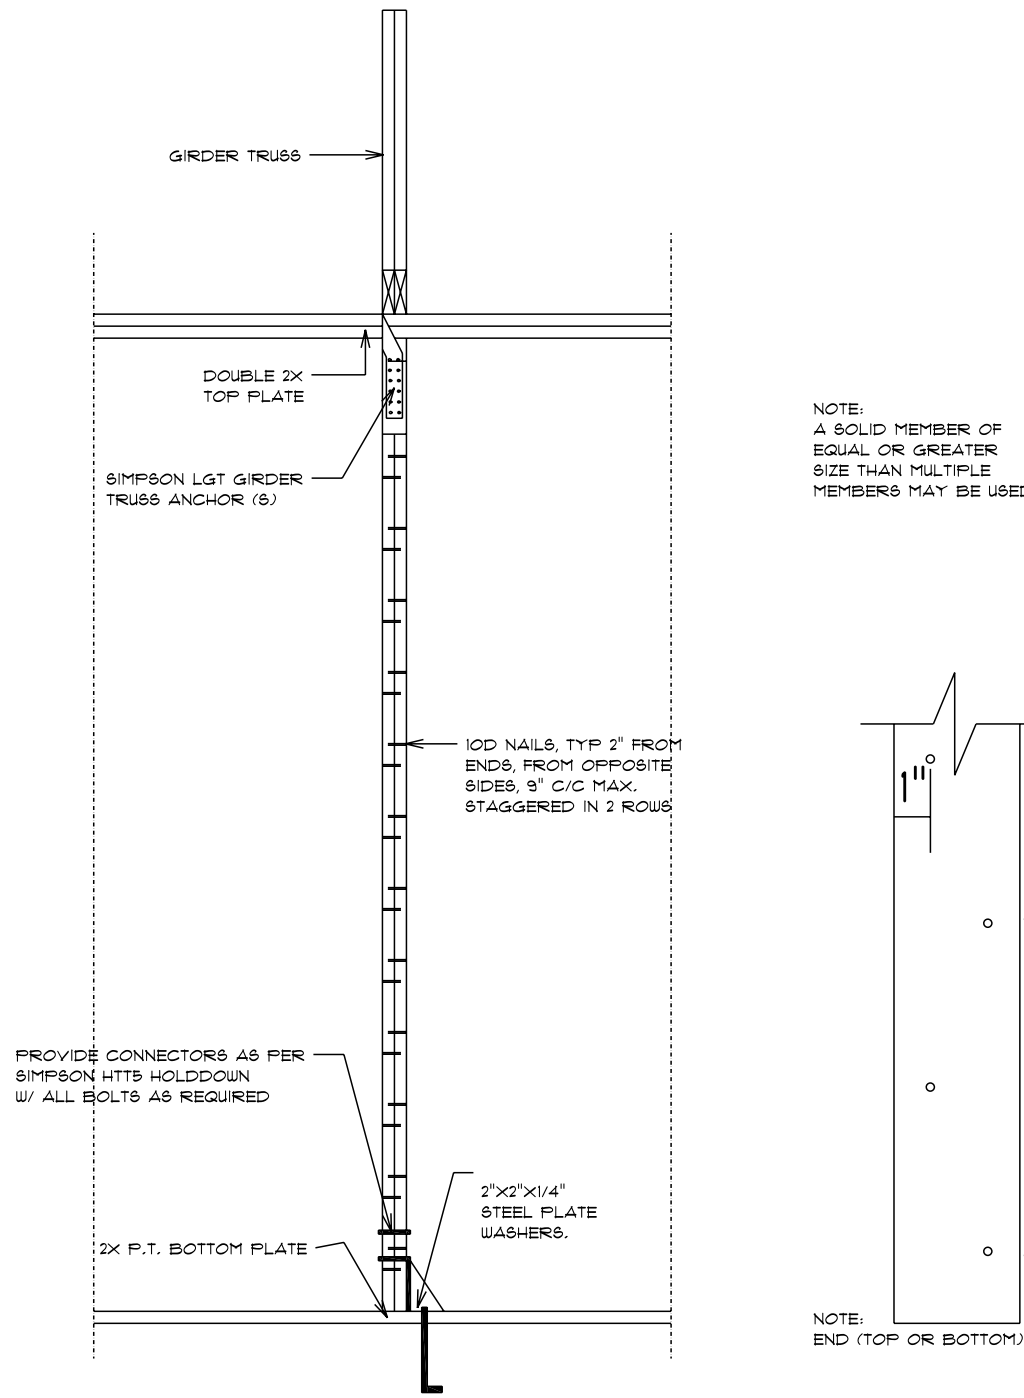 GIRDER TRUSS
DOUBLE 2X
TOP PLATE
SIMPSON LGT GIRDER
TRUSS ANCHOR (S)
NOTE:
A SOLID MEMBER OF
EQUAL OR GREATER
SIZE THAN MULTIPLE
MEMBERS MAY BE USED
10D NAILS, TYP 2" FROM
ENDS, FROM OPPOSITE
SIDES, 9" C/C MAX.
STAGGERED IN 2 ROWS
1"
PROVIDE CONNECTORS AS PER
SIMPSON HTT5 HOLDDOWN
W/ ALL BOLTS AS REQUIRED
2"X2"X1/4"
STEEL PLATE
WASHERS.
2X P.T. BOTTOM PLATE
NOTE:
END (TOP OR BOTTOM)